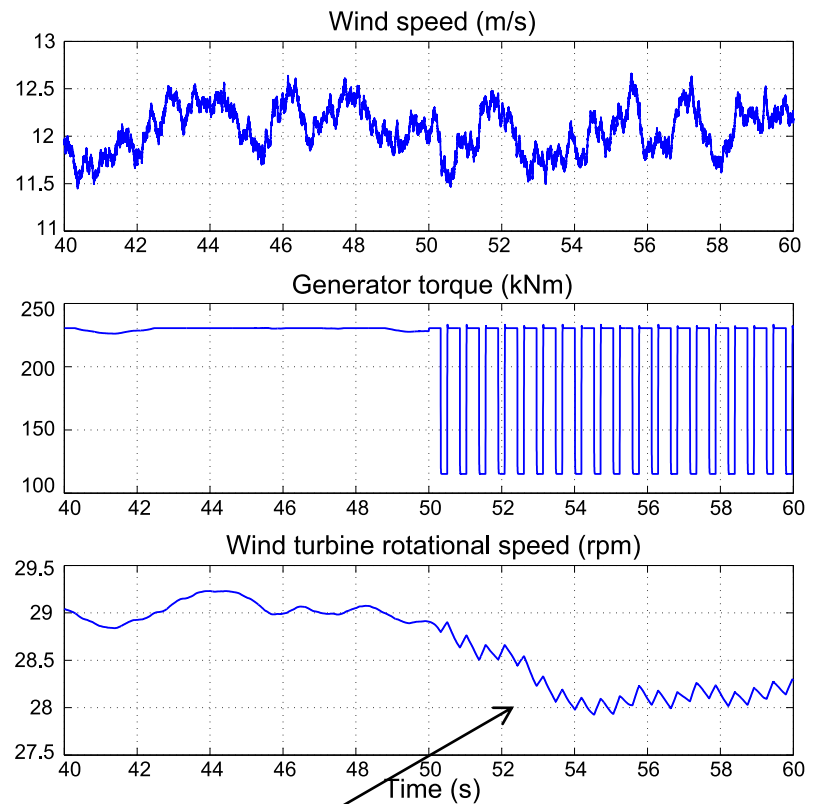 Wind speed (m/s)
13
12.5
12
11.5
11
40 42 44 46 48 50 52 54 56 58 60
Generator torque (kNm)
250
200
150
100
40 42 44 46 48 50 52 54 56 58 60
Wind turbine rotational speed (rpm)
29.5
29
28.5
28
27.5
40 42 44 46 48 50 52 54 56 58 60
Time (s)